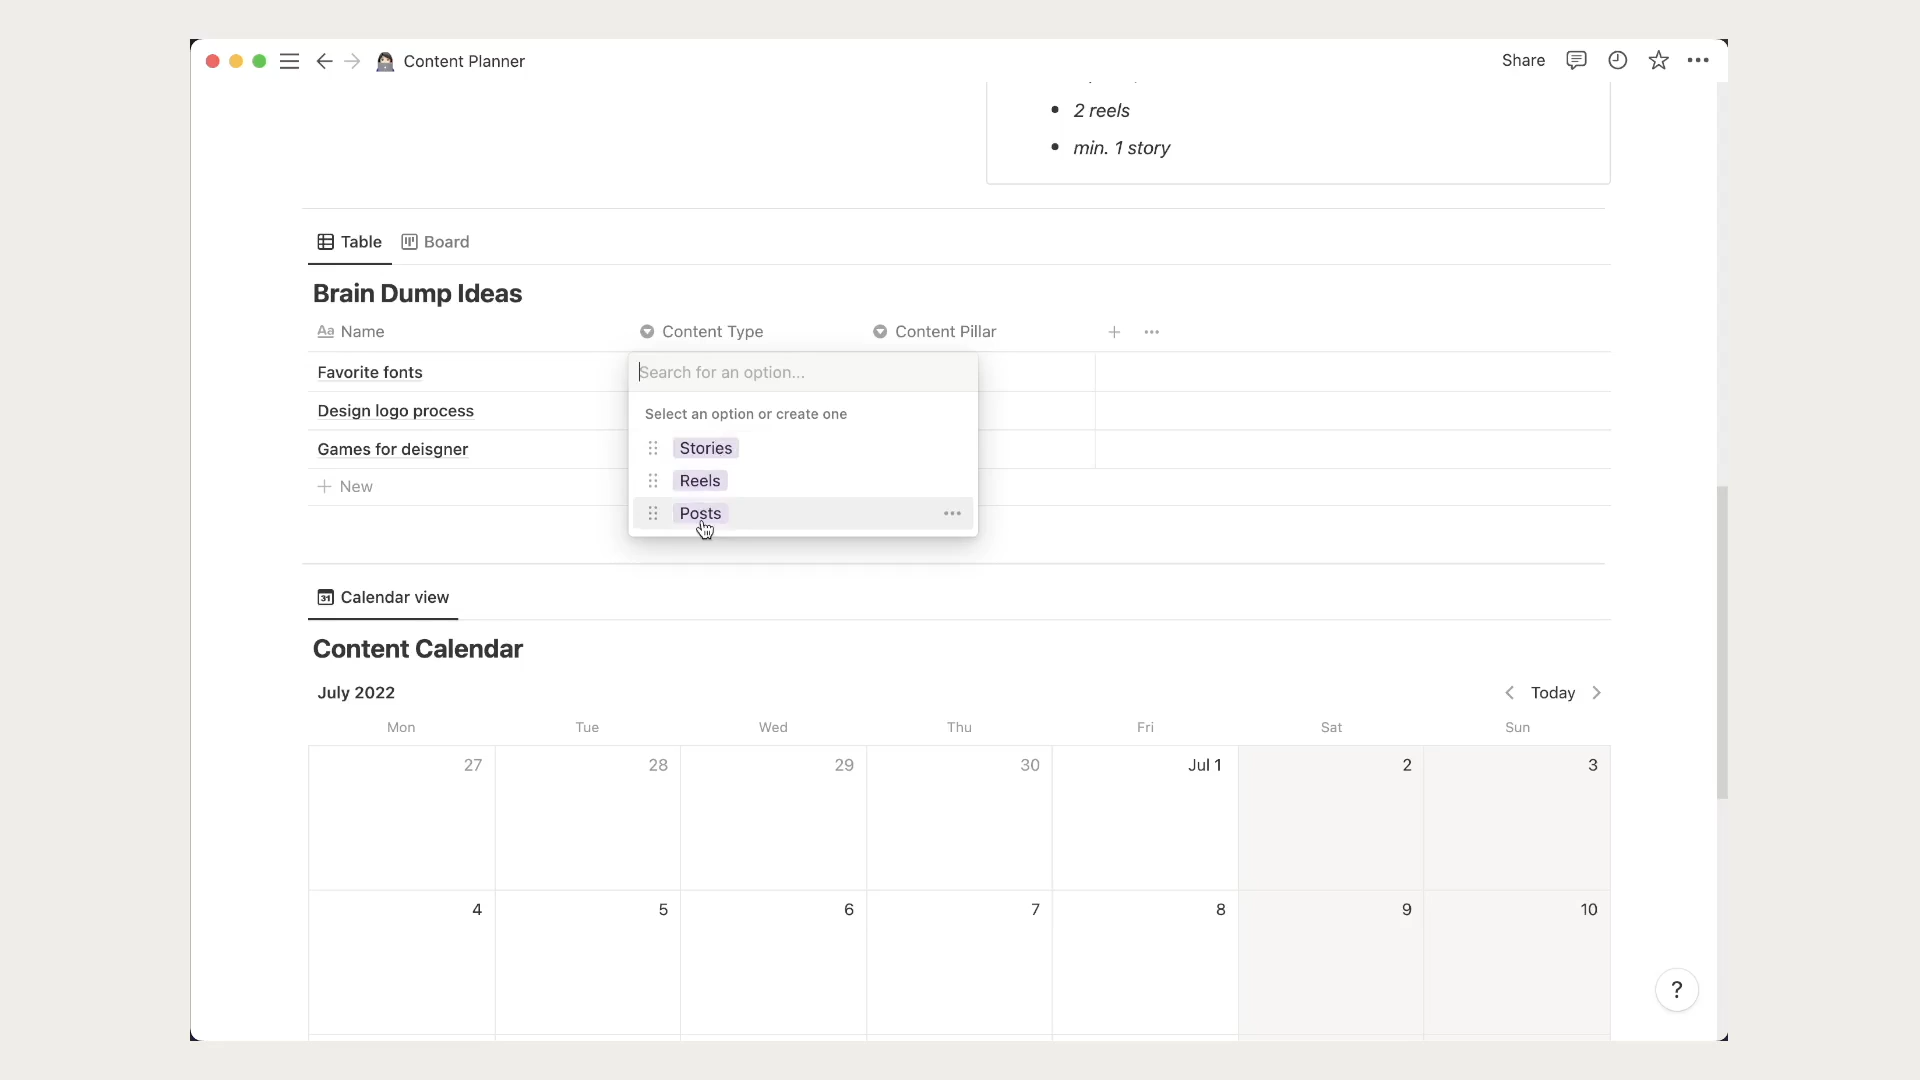 Content Planner
Share
2 reels
min. 1 story
Table Board
Brain Dump Ideas
Aa Name Content Type Content Pillar
Favorite fonts
Search for an option...
Design logo process
Select an option or create one
Games for deisgner
Stories
New
Reels
Posts
31 Calendar view
Content Calendar
July 2022
Today
Mon Tue Wed Thu Fri Sat Sun
27 28 29 30 Jul 1 2 3
4 5 6 7 8 9 10
?